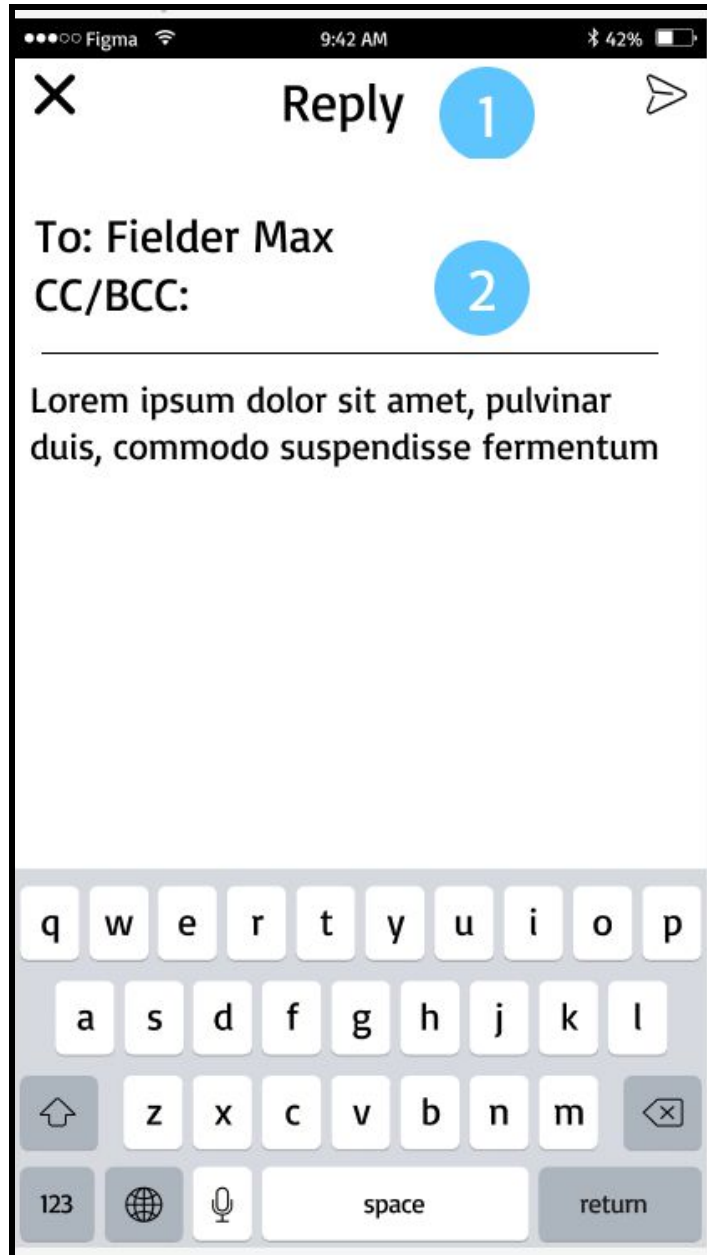 Figma 9:42 AM 42%
Reply 1
To: Fielder Max
CC/BCC: 2
Lorem ipsum dolor sit amet, pulvinar
duis, commodo suspendisse fermentum
q w e r t y u i o p
a s d f g h j k l
z x c v b n m
123 space return